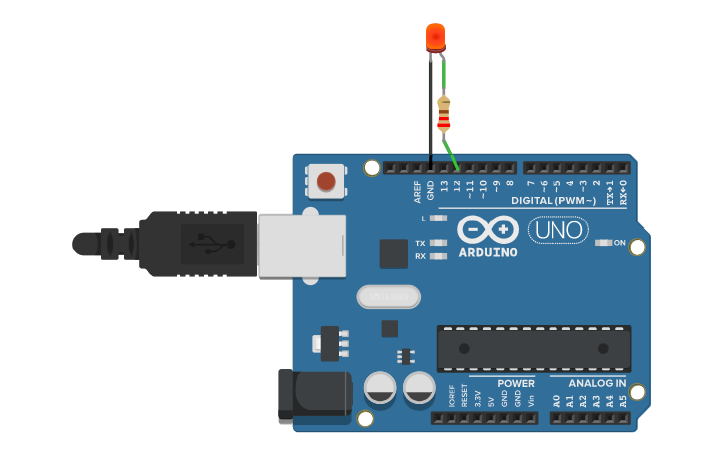 AREF
GND
13
12
~11
~10
~9
8
7
~6
~5
4
~3
2
TX→1
RX←0
DIGITAL (PWM~)
L
TX
RX
ARDUINO
UNO
ON
POWER
ANALOG IN
IOREF
RESET
3.3V
5V
GND
GND
Vin
A0
A1
A2
A3
A4
A5